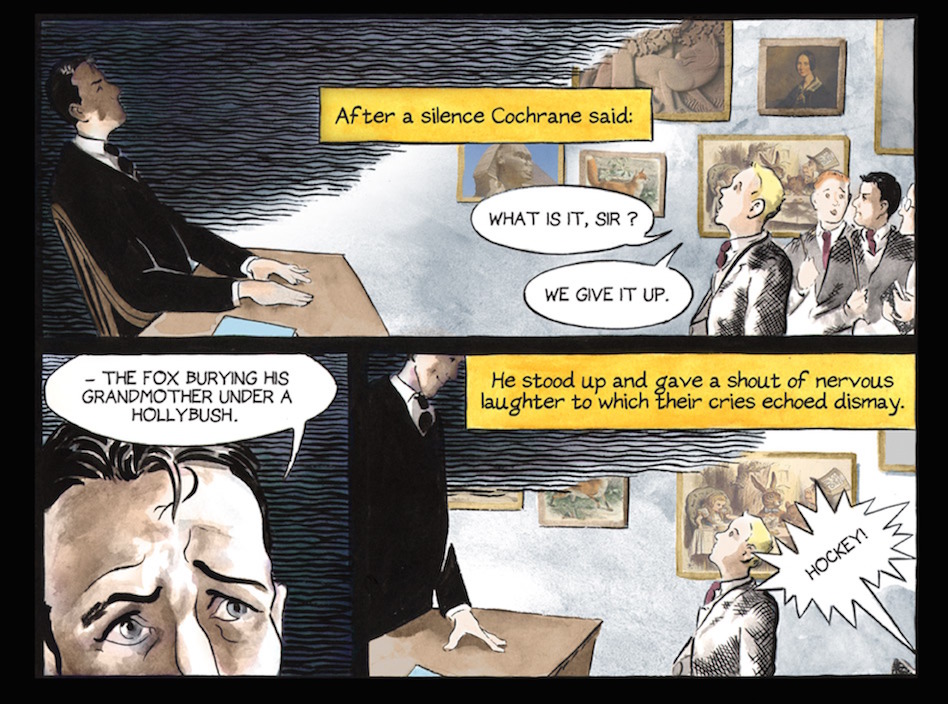 After a silence Cochrane said:
WHAT IS IT, SIR ?
WE GIVE IT UP.
– THE FOX BURYING HIS
GRANDMOTHER UNDER A
HOLLYBUSH.
He stood up and gave a shout of nervous
laughter to which their cries echoed dismay.
HOCKEY!